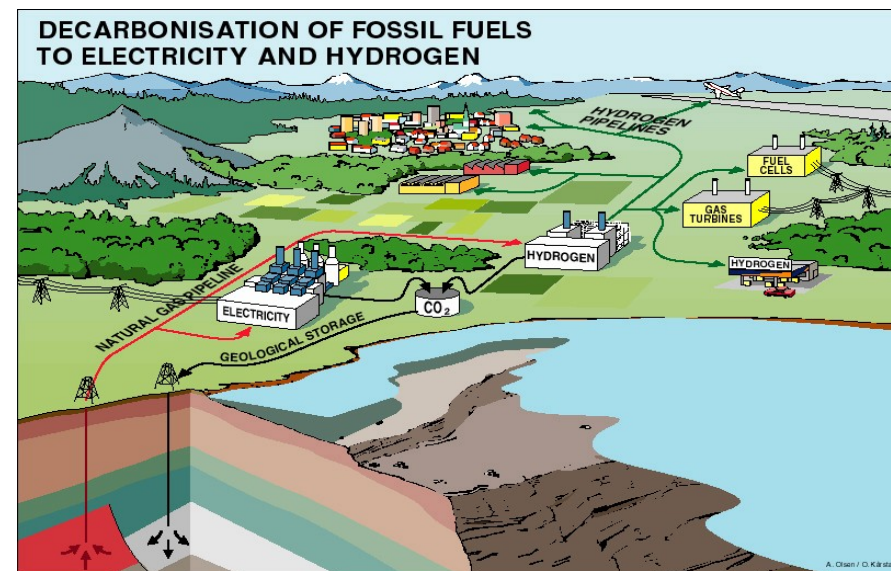 DECARBONISATION OF FOSSIL FUELS
TO ELECTRICITY AND HYDROGEN
HYDROGEN
PIPELINES
FUEL
CELLS
GAS
TURBINES
HYDROGEN
HYDROGEN
NATURAL GAS PIPELINE
ELECTRICITY
CO₂
GEOLOGICAL STORAGE
A. Olsen / O. Kårsta